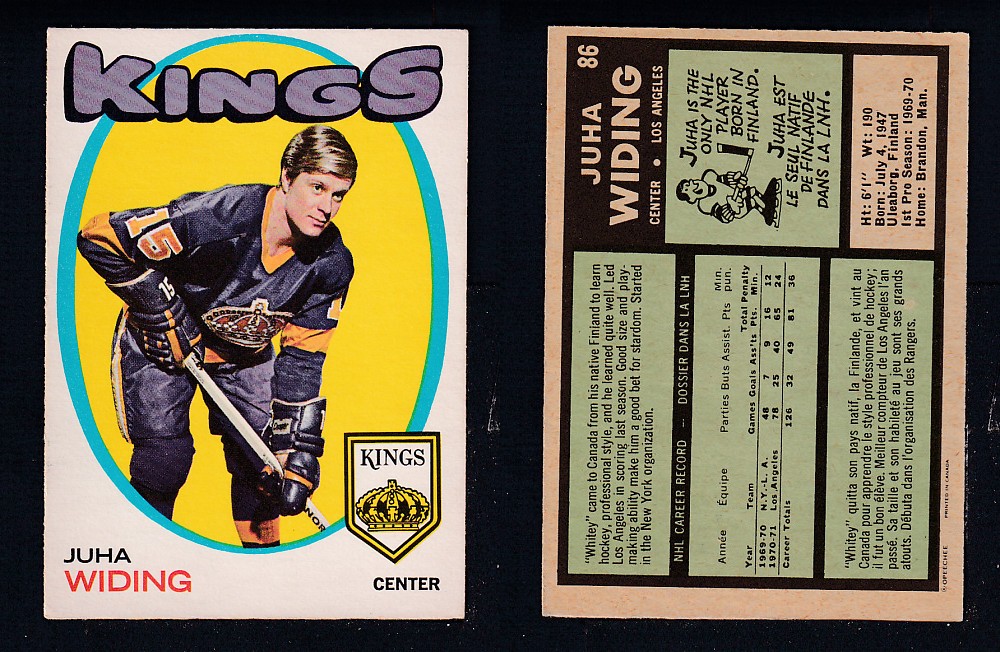 KINGS
15
15
1
KINGS
NOR
JUHA
WIDING
CENTER
86
JUHA
WIDING
CENTER • LOS ANGELES
JUHA IS THE
ONLY NHL
PLAYER
BORN IN
FINLAND.
JUHA EST
LE SEUL NATIF
DE FINLANDE
DANS LA LNH.
Ht: 6'1" Wt: 190
Born: July 4, 1947
Uleaborg, Finland
1st Pro Season: 1969-70
Home: Brandon, Man.
"Whitey" came to Canada from his native Finland to learn
hockey, professional style, and he learned quite well. Led
Los Angeles in scoring last season. Good size and play-
making ability make him a good bet for stardom. Started
in the New York organization.
NHL CAREER RECORD — DOSSIER DANS LA LNH
Année Équipe Parties Buts Assist. Pts Min. pun.
Year Team Games Goals Ass'ts Total Pts. Penalty Min.
1969-70 N.Y.-L. A. 48 7 9 16 12
1970-71 Los Angeles 78 25 40 65 24
Career Totals 126 32 49 81 36
"Whitey" quitta son pays natif, la Finlande, et vint au
Canada pour apprendre le style professionnel de hockey;
il fut un bon élève. Meilleur compteur de Los Angeles l'an
passé. Sa taille et son habileté au jeu sont ses grands
atouts. Débuta dans l'organisation des Rangers.
© OPEECHEE PRINTED IN CANADA